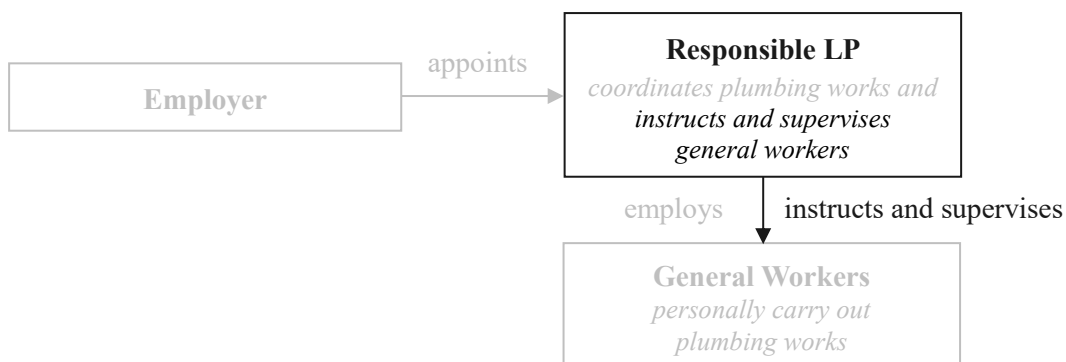 Employer
appoints
Responsible LP
coordinates plumbing works and
instructs and supervises
general workers
employs
instructs and supervises
General Workers
personally carry out
plumbing works